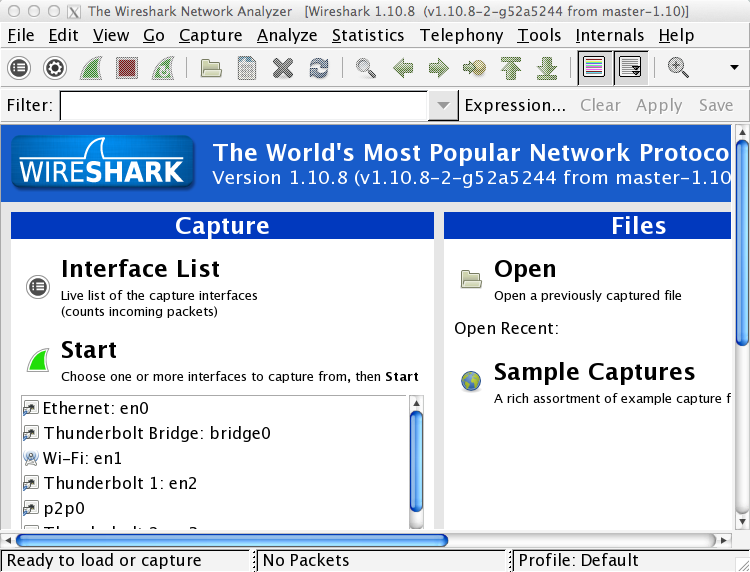 The Wireshark Network Analyzer [Wireshark 1.10.8 (v1.10.8-2-g52a5244 from master-1.10)]
File Edit View Go Capture Analyze Statistics Telephony Tools Internals Help
Filter: Expression... Clear Apply Save
WIRESHARK
The World's Most Popular Network Protoco
Version 1.10.8 (v1.10.8-2-g52a5244 from master-1.10
Capture
Interface List
Live list of the capture interfaces
(counts incoming packets)
Start
Choose one or more interfaces to capture from, then Start
Ethernet: en0
Thunderbolt Bridge: bridge0
Wi-Fi: en1
Thunderbolt 1: en2
p2p0
Files
Open
Open a previously captured file
Open Recent:
Sample Captures
A rich assortment of example capture f
Ready to load or capture
No Packets
Profile: Default